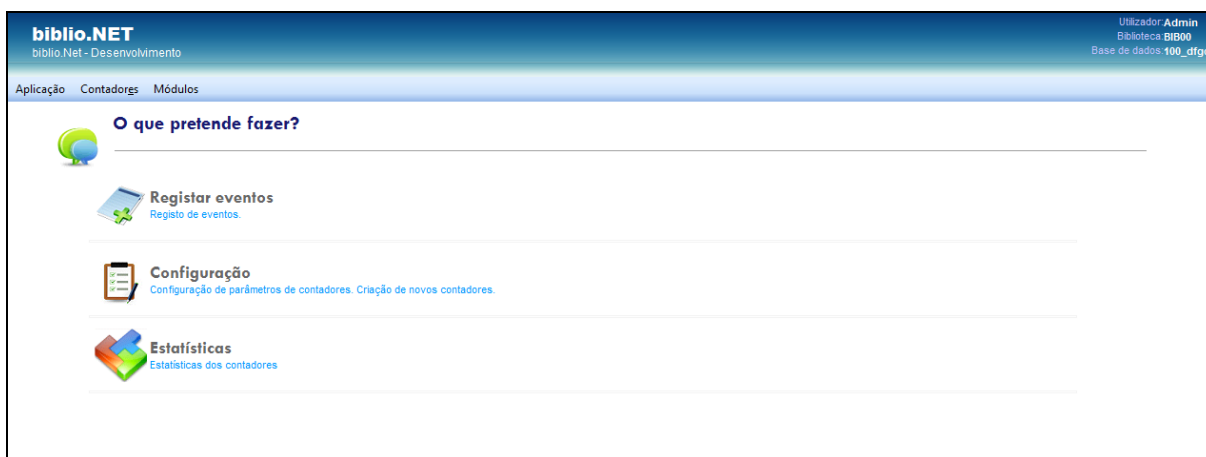 biblio.NET
biblio.Net - Desenvolvimento
Utilizador:Admin
Biblioteca:BIB00
Base de dados:100_dfg
Aplicação Contadores Módulos
O que pretende fazer?
Registar eventos
Registo de eventos.
Configuração
Configuração de parâmetros de contadores. Criação de novos contadores.
Estatísticas
Estatísticas dos contadores